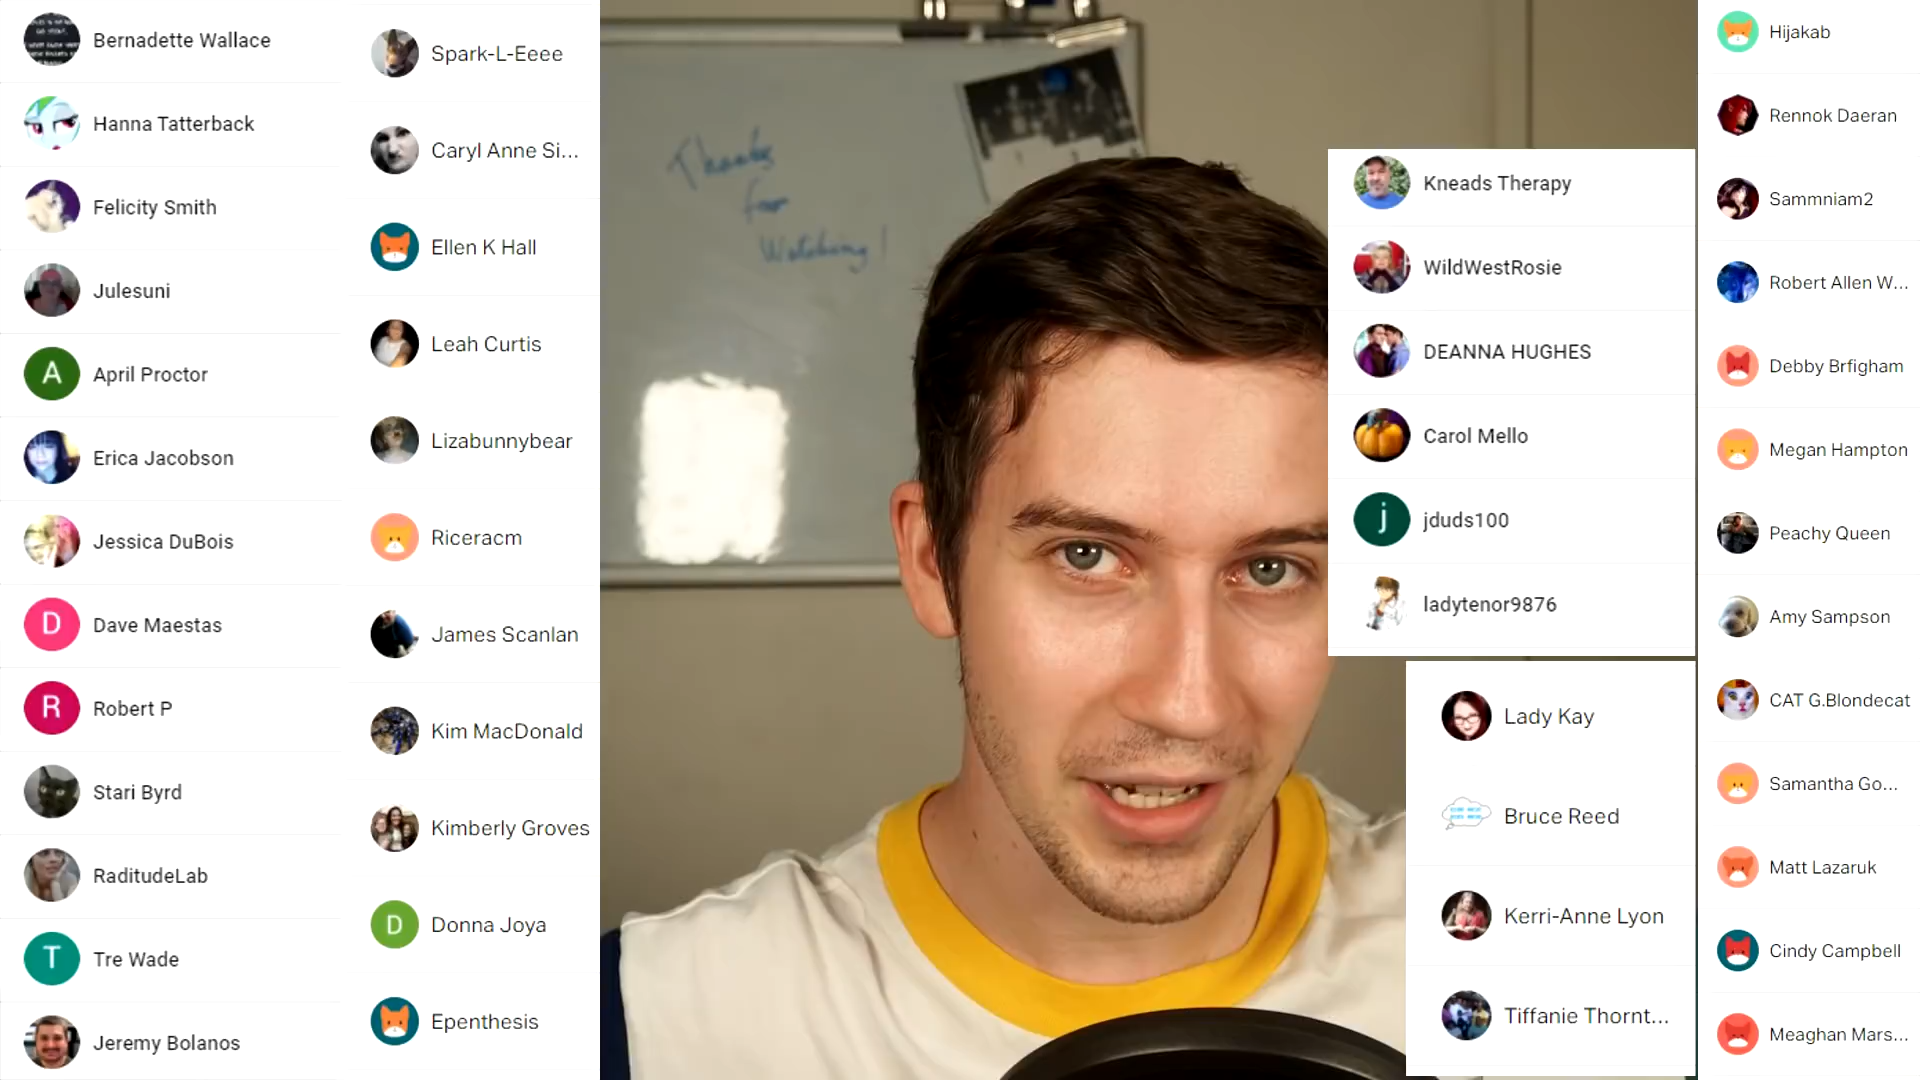 Bernadette Wallace
Hanna Tatterback
Felicity Smith
Julesuni
A
April Proctor
Erica Jacobson
Jessica DuBois
D
Dave Maestas
R
Robert P
Stari Byrd
RaditudeLab
T
Tre Wade
Jeremy Bolanos
Spark-L-Eeee
Caryl Anne Si...
Ellen K Hall
Leah Curtis
Lizabunnybear
Riceracm
James Scanlan
Kim MacDonald
Kimberly Groves
D
Donna Joya
Epenthesis
Thanks
for
Watching!
Kneads Therapy
WildWestRosie
DEANNA HUGHES
Carol Mello
j
jduds100
ladytenor9876
Lady Kay
Bruce Reed
Kerri-Anne Lyon
Tiffanie Thornt...
Hijakab
Rennok Daeran
Sammniam2
Robert Allen W...
Debby Brfigham
Megan Hampton
Peachy Queen
Amy Sampson
CAT G.Blondecat
Samantha Go...
Matt Lazaruk
Cindy Campbell
Meaghan Mars...